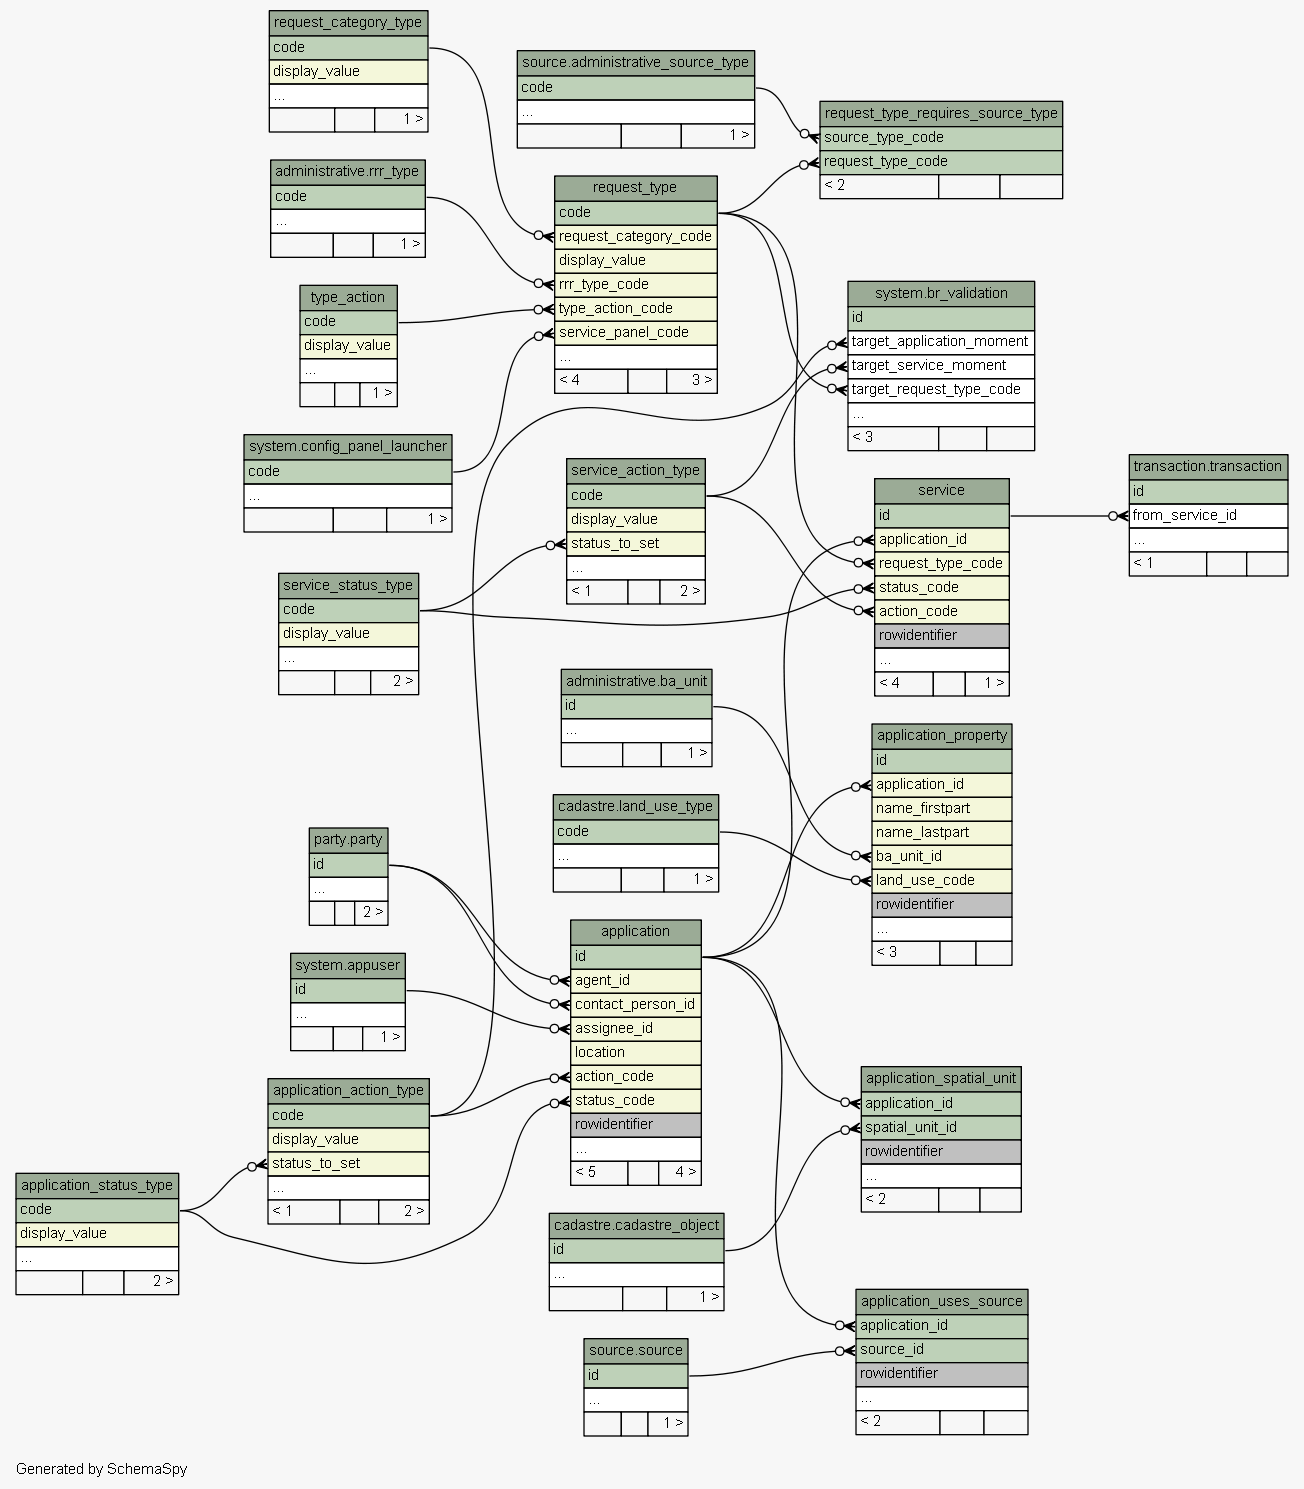 request_category_type
code
display_value
...
1 >
source.administrative_source_type
code
...
1 >
request_type_requires_source_type
source_type_code
request_type_code
< 2
administrative.rrr_type
code
...
1 >
request_type
code
request_category_code
display_value
rrr_type_code
type_action_code
service_panel_code
...
< 4 3 >
type_action
code
display_value
...
1 >
system.br_validation
id
target_application_moment
target_service_moment
target_request_type_code
...
< 3
system.config_panel_launcher
code
...
1 >
service_action_type
code
display_value
status_to_set
...
< 1 2 >
service
id
application_id
request_type_code
status_code
action_code
rowidentifier
...
< 4 1 >
transaction.transaction
id
from_service_id
...
< 1
service_status_type
code
display_value
...
2 >
administrative.ba_unit
id
...
1 >
application_property
id
application_id
name_firstpart
name_lastpart
ba_unit_id
land_use_code
rowidentifier
...
< 3
cadastre.land_use_type
code
...
1 >
party.party
id
...
2 >
application
id
agent_id
contact_person_id
assignee_id
location
action_code
status_code
rowidentifier
...
< 5 4 >
system.appuser
id
...
1 >
application_action_type
code
display_value
status_to_set
...
< 1 2 >
application_spatial_unit
application_id
spatial_unit_id
rowidentifier
...
< 2
application_status_type
code
display_value
...
2 >
cadastre.cadastre_object
id
...
1 >
application_uses_source
application_id
source_id
rowidentifier
...
< 2
source.source
id
...
1 >
Generated by SchemaSpy